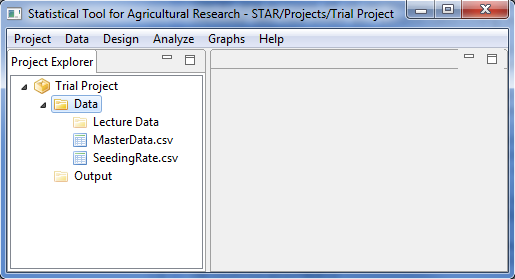 Statistical Tool for Agricultural Research - STAR/Projects/Trial Project
Project Data Design Analyze Graphs Help
Project Explorer
Trial Project
Data
Lecture Data
MasterData.csv
SeedingRate.csv
Output